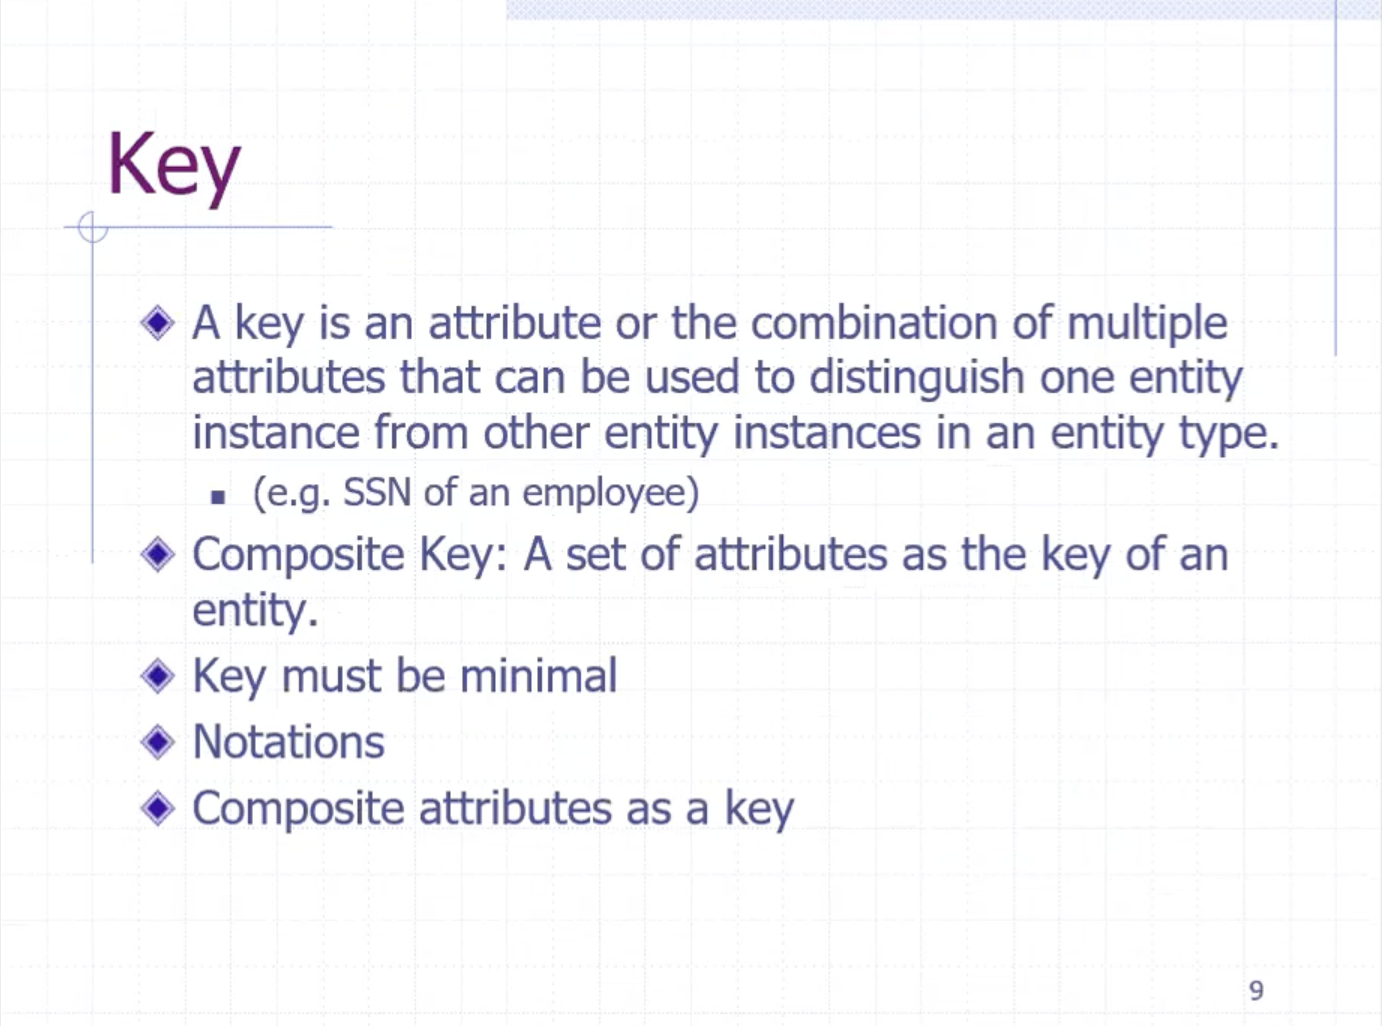 Key
A key is an attribute or the combination of multiple
attributes that can be used to distinguish one entity
instance from other entity instances in an entity type.
(e.g. SSN of an employee)
Composite Key: A set of attributes as the key of an
entity.
Key must be minimal
Notations
Composite attributes as a key
9